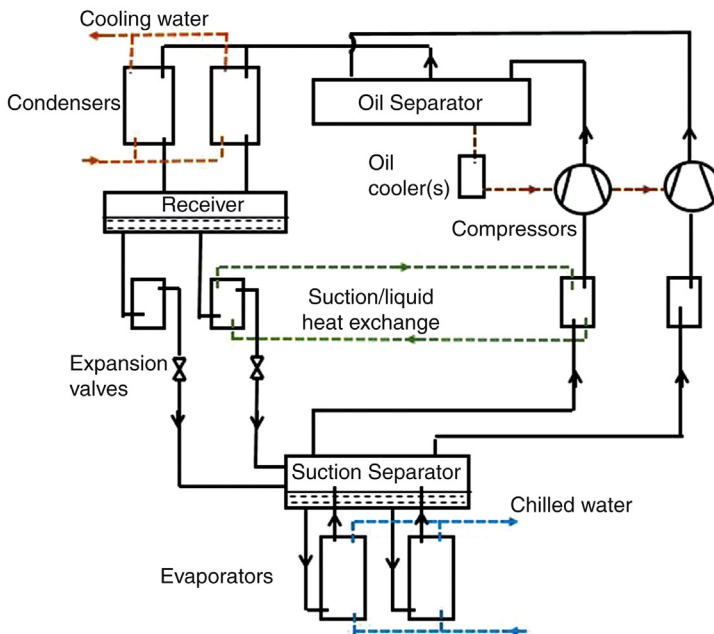 Cooling water
Condensers
Oil Separator
Oil
cooler(s)
Receiver
Compressors
Suction/liquid
heat exchange
Expansion
valves
Suction Separator
Chilled water
Evaporators